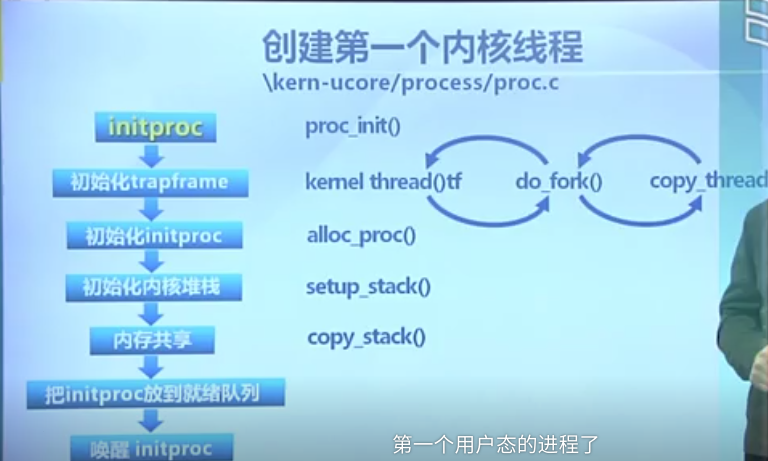 创建第一个内核线程
\kern-ucore/process/proc.c
initproc
proc_init()
初始化trapframe
kernel thread()tf
do_fork()
copy_thread
初始化initproc
alloc_proc()
初始化内核堆栈
setup_stack()
内存共享
copy_stack()
把initproc放到就绪队列
唤醒 initproc
第一个用户态的进程了